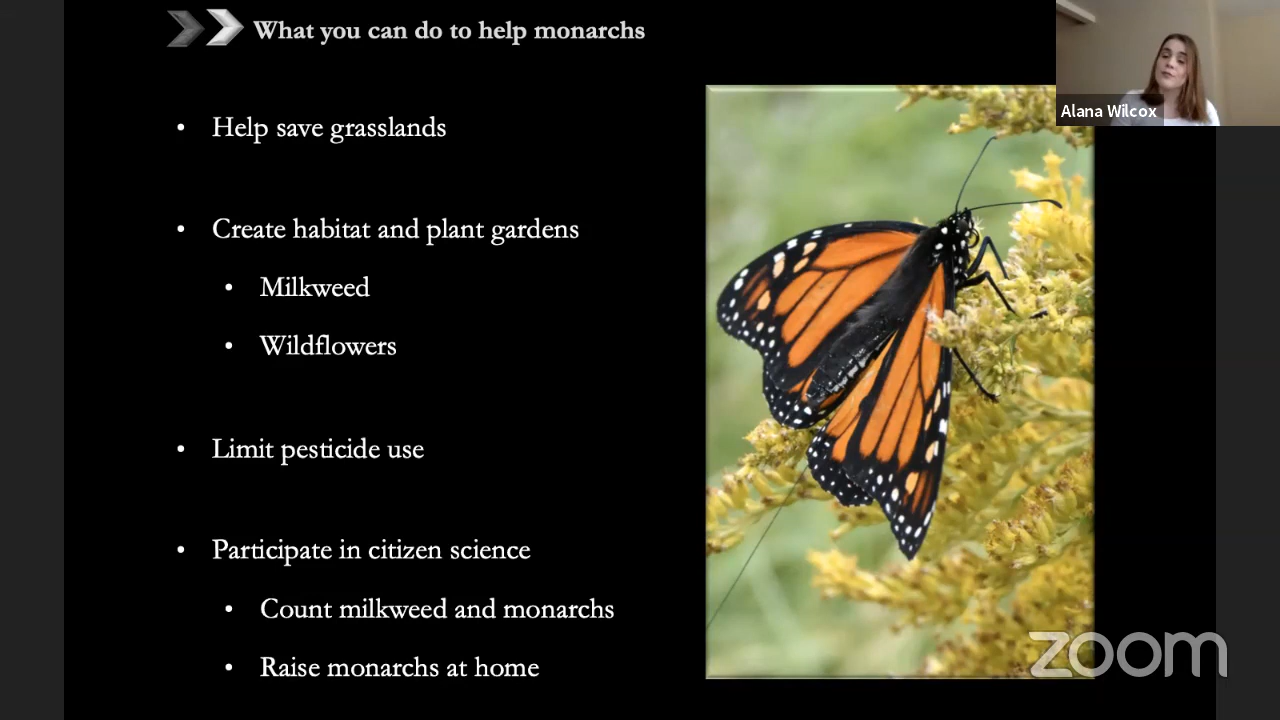 What you can do to help monarchs
Alana Wilcox
• Help save grasslands
• Create habitat and plant gardens
• Milkweed
• Wildflowers
• Limit pesticide use
• Participate in citizen science
• Count milkweed and monarchs
• Raise monarchs at home
zoom